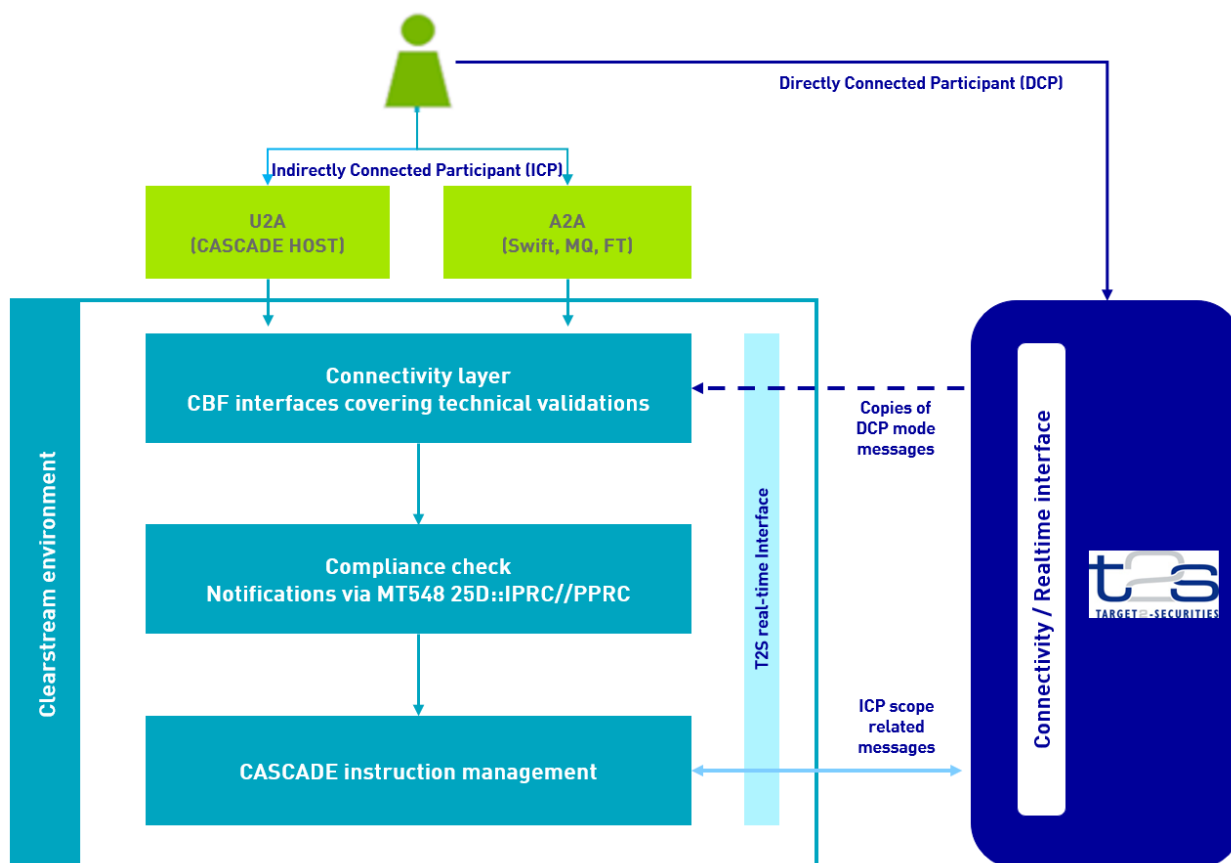 Directly Connected Participant (DCP)
Indirectly Connected Participant (ICP)
U2A
(CASCADE HOST)
A2A
(Swift, MQ, FT)
Clearstream environment
Connectivity layer
CBF interfaces covering technical validations
Compliance check
Notifications via MT548 25D::IPRC//PPRC
CASCADE instruction management
T2S real-time Interface
Copies of
DCP mode
messages
ICP scope
related
messages
Connectivity / Realtime interface
t2s
TARGET2-SECURITIES